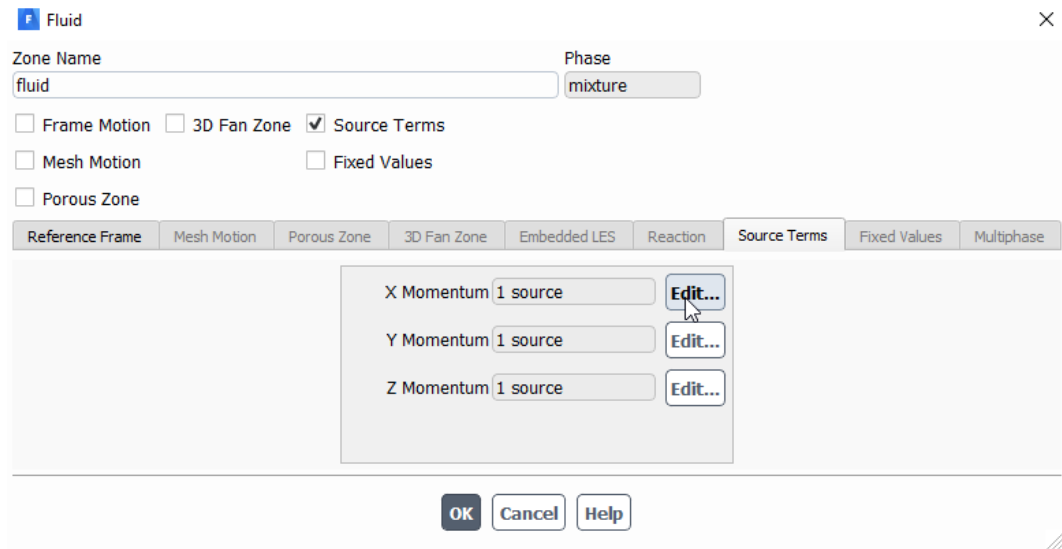 F Fluid
Zone Name Phase
fluid mixture
Frame Motion 3D Fan Zone Source Terms
Mesh Motion Fixed Values
Porous Zone
Reference Frame Mesh Motion Porous Zone 3D Fan Zone Embedded LES Reaction Source Terms Fixed Values Multiphase
X Momentum 1 source Edit...
Y Momentum 1 source Edit...
Z Momentum 1 source Edit...
OK Cancel Help